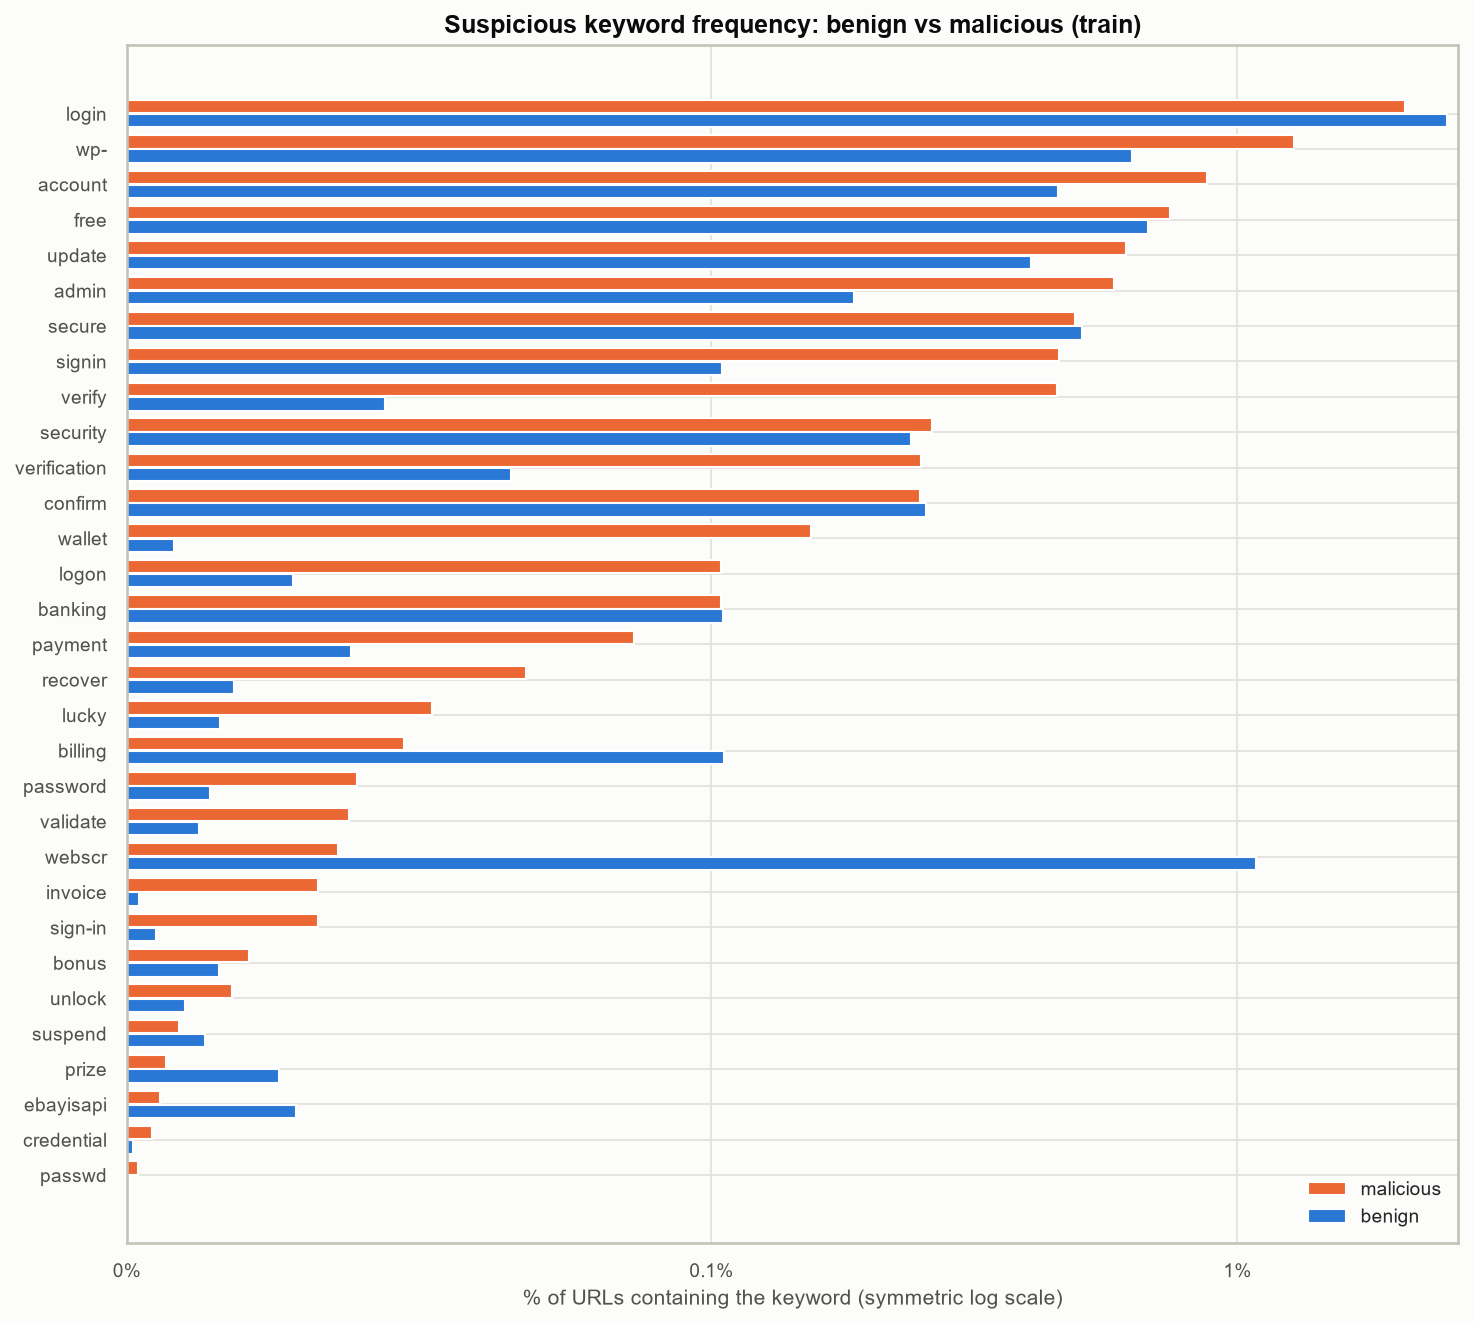 Suspicious keyword frequency: benign vs malicious (train)
login
wp-
account
free
update
admin
secure
signin
verify
security
verification
confirm
wallet
logon
banking
payment
recover
lucky
billing
password
validate
webscr
invoice
sign-in
bonus
unlock
suspend
prize
ebayisapi
credential
passwd
malicious
benign
0%
0.1%
1%
% of URLs containing the keyword (symmetric log scale)